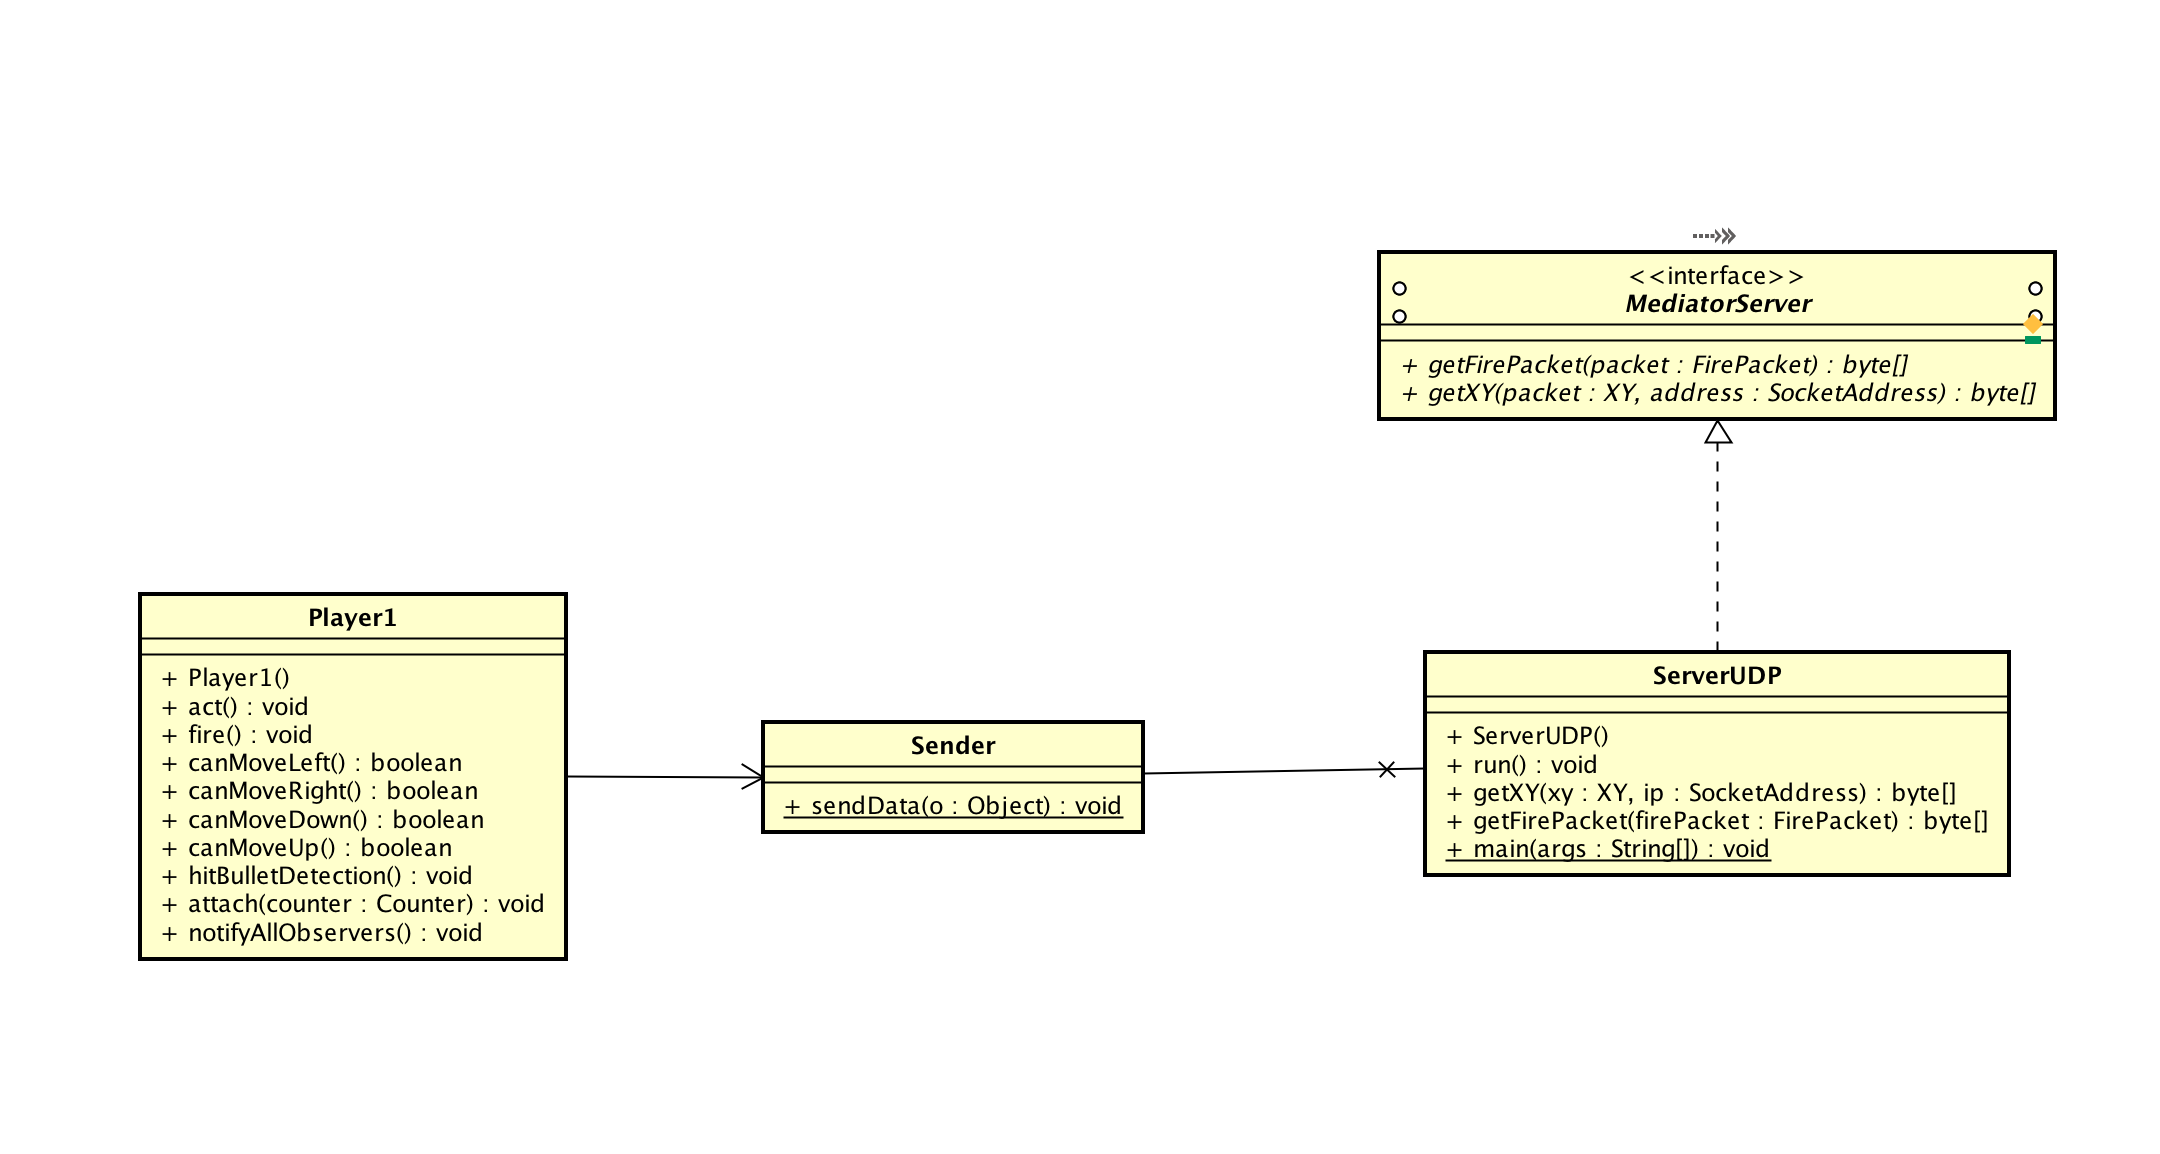 <<interface>>
MediatorServer
+ getFirePacket(packet : FirePacket) : byte[]
+ getXY(packet : XY, address : SocketAddress) : byte[]
Player1
+ Player1()
+ act() : void
+ fire() : void
+ canMoveLeft() : boolean
+ canMoveRight() : boolean
+ canMoveDown() : boolean
+ canMoveUp() : boolean
+ hitBulletDetection() : void
+ attach(counter : Counter) : void
+ notifyAllObservers() : void
Sender
+ sendData(o : Object) : void
ServerUDP
+ ServerUDP()
+ run() : void
+ getXY(xy : XY, ip : SocketAddress) : byte[]
+ getFirePacket(firePacket : FirePacket) : byte[]
+ main(args : String[]) : void